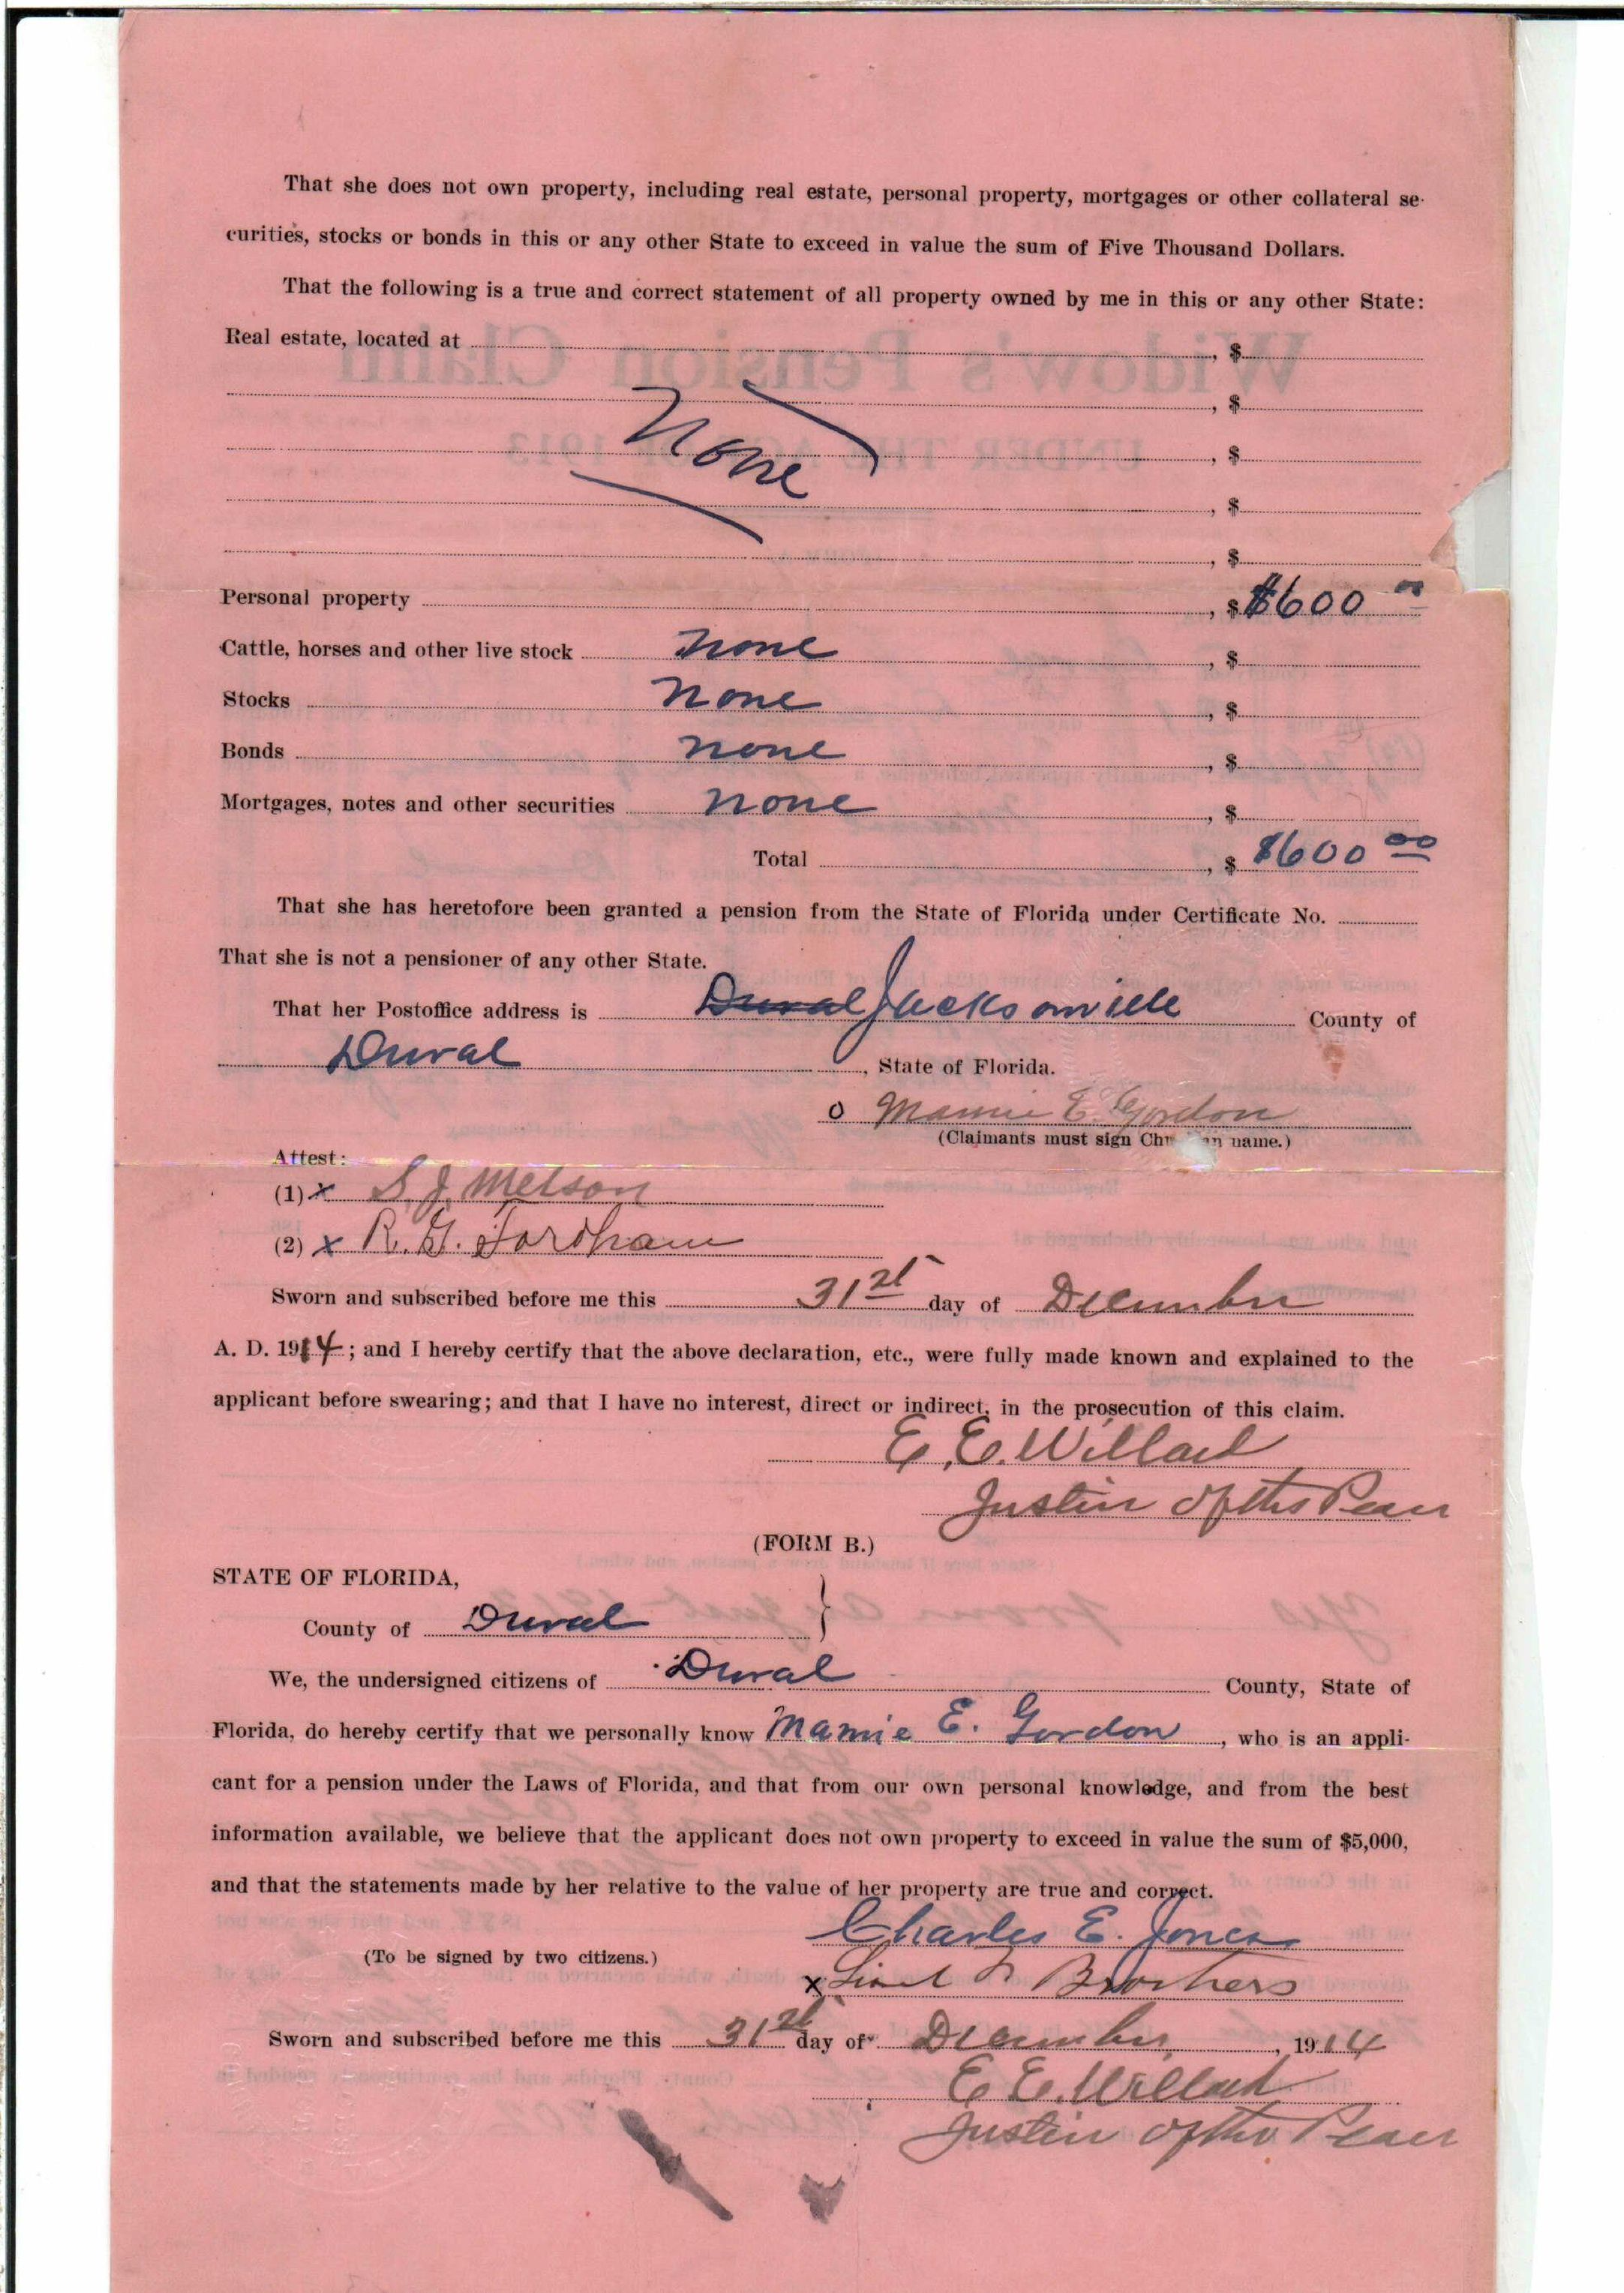 That she does not own property, including real estate, personal property, mortgages or other collateral se-
curities, stocks or bonds in this or any other State to exceed in value the sum of Five Thousand Dollars.
That the following is a true and correct statement of all property owned by me in this or any other State:
Real estate, located at , $
, $
None , $
, $
, $
Personal property , $ $600 00
Cattle, horses and other live stock none , $
Stocks none , $
Bonds none , $
Mortgages, notes and other securities none , $
Total , $ $600 00
That she has heretofore been granted a pension from the State of Florida under Certificate No.
That she is not a pensioner of any other State.
That her Postoffice address is Duval Jacksonville County of
Duval , State of Florida.
o Mamie E. Gordon
(Claimants must sign Chr an name.)
Attest:
(1) x S. J. Melson
(2) x R. G. Fordham
Sworn and subscribed before me this 31st day of December
A. D. 1914; and I hereby certify that the above declaration, etc., were fully made known and explained to the
applicant before swearing; and that I have no interest, direct or indirect, in the prosecution of this claim.
E. E. Willard
Justice of the Peace
(FORM B.)
STATE OF FLORIDA,
County of Duval }
We, the undersigned citizens of Duval County, State of
Florida, do hereby certify that we personally know Mamie E. Gordon, who is an appli-
cant for a pension under the Laws of Florida, and that from our own personal knowledge, and from the best
information available, we believe that the applicant does not own property to exceed in value the sum of $5,000,
and that the statements made by her relative to the value of her property are true and correct.
Charles E. Jones
(To be signed by two citizens.)
x Brothers
Sworn and subscribed before me this 31st day of December, 1914
E. E. Willard
Justice of the Peace